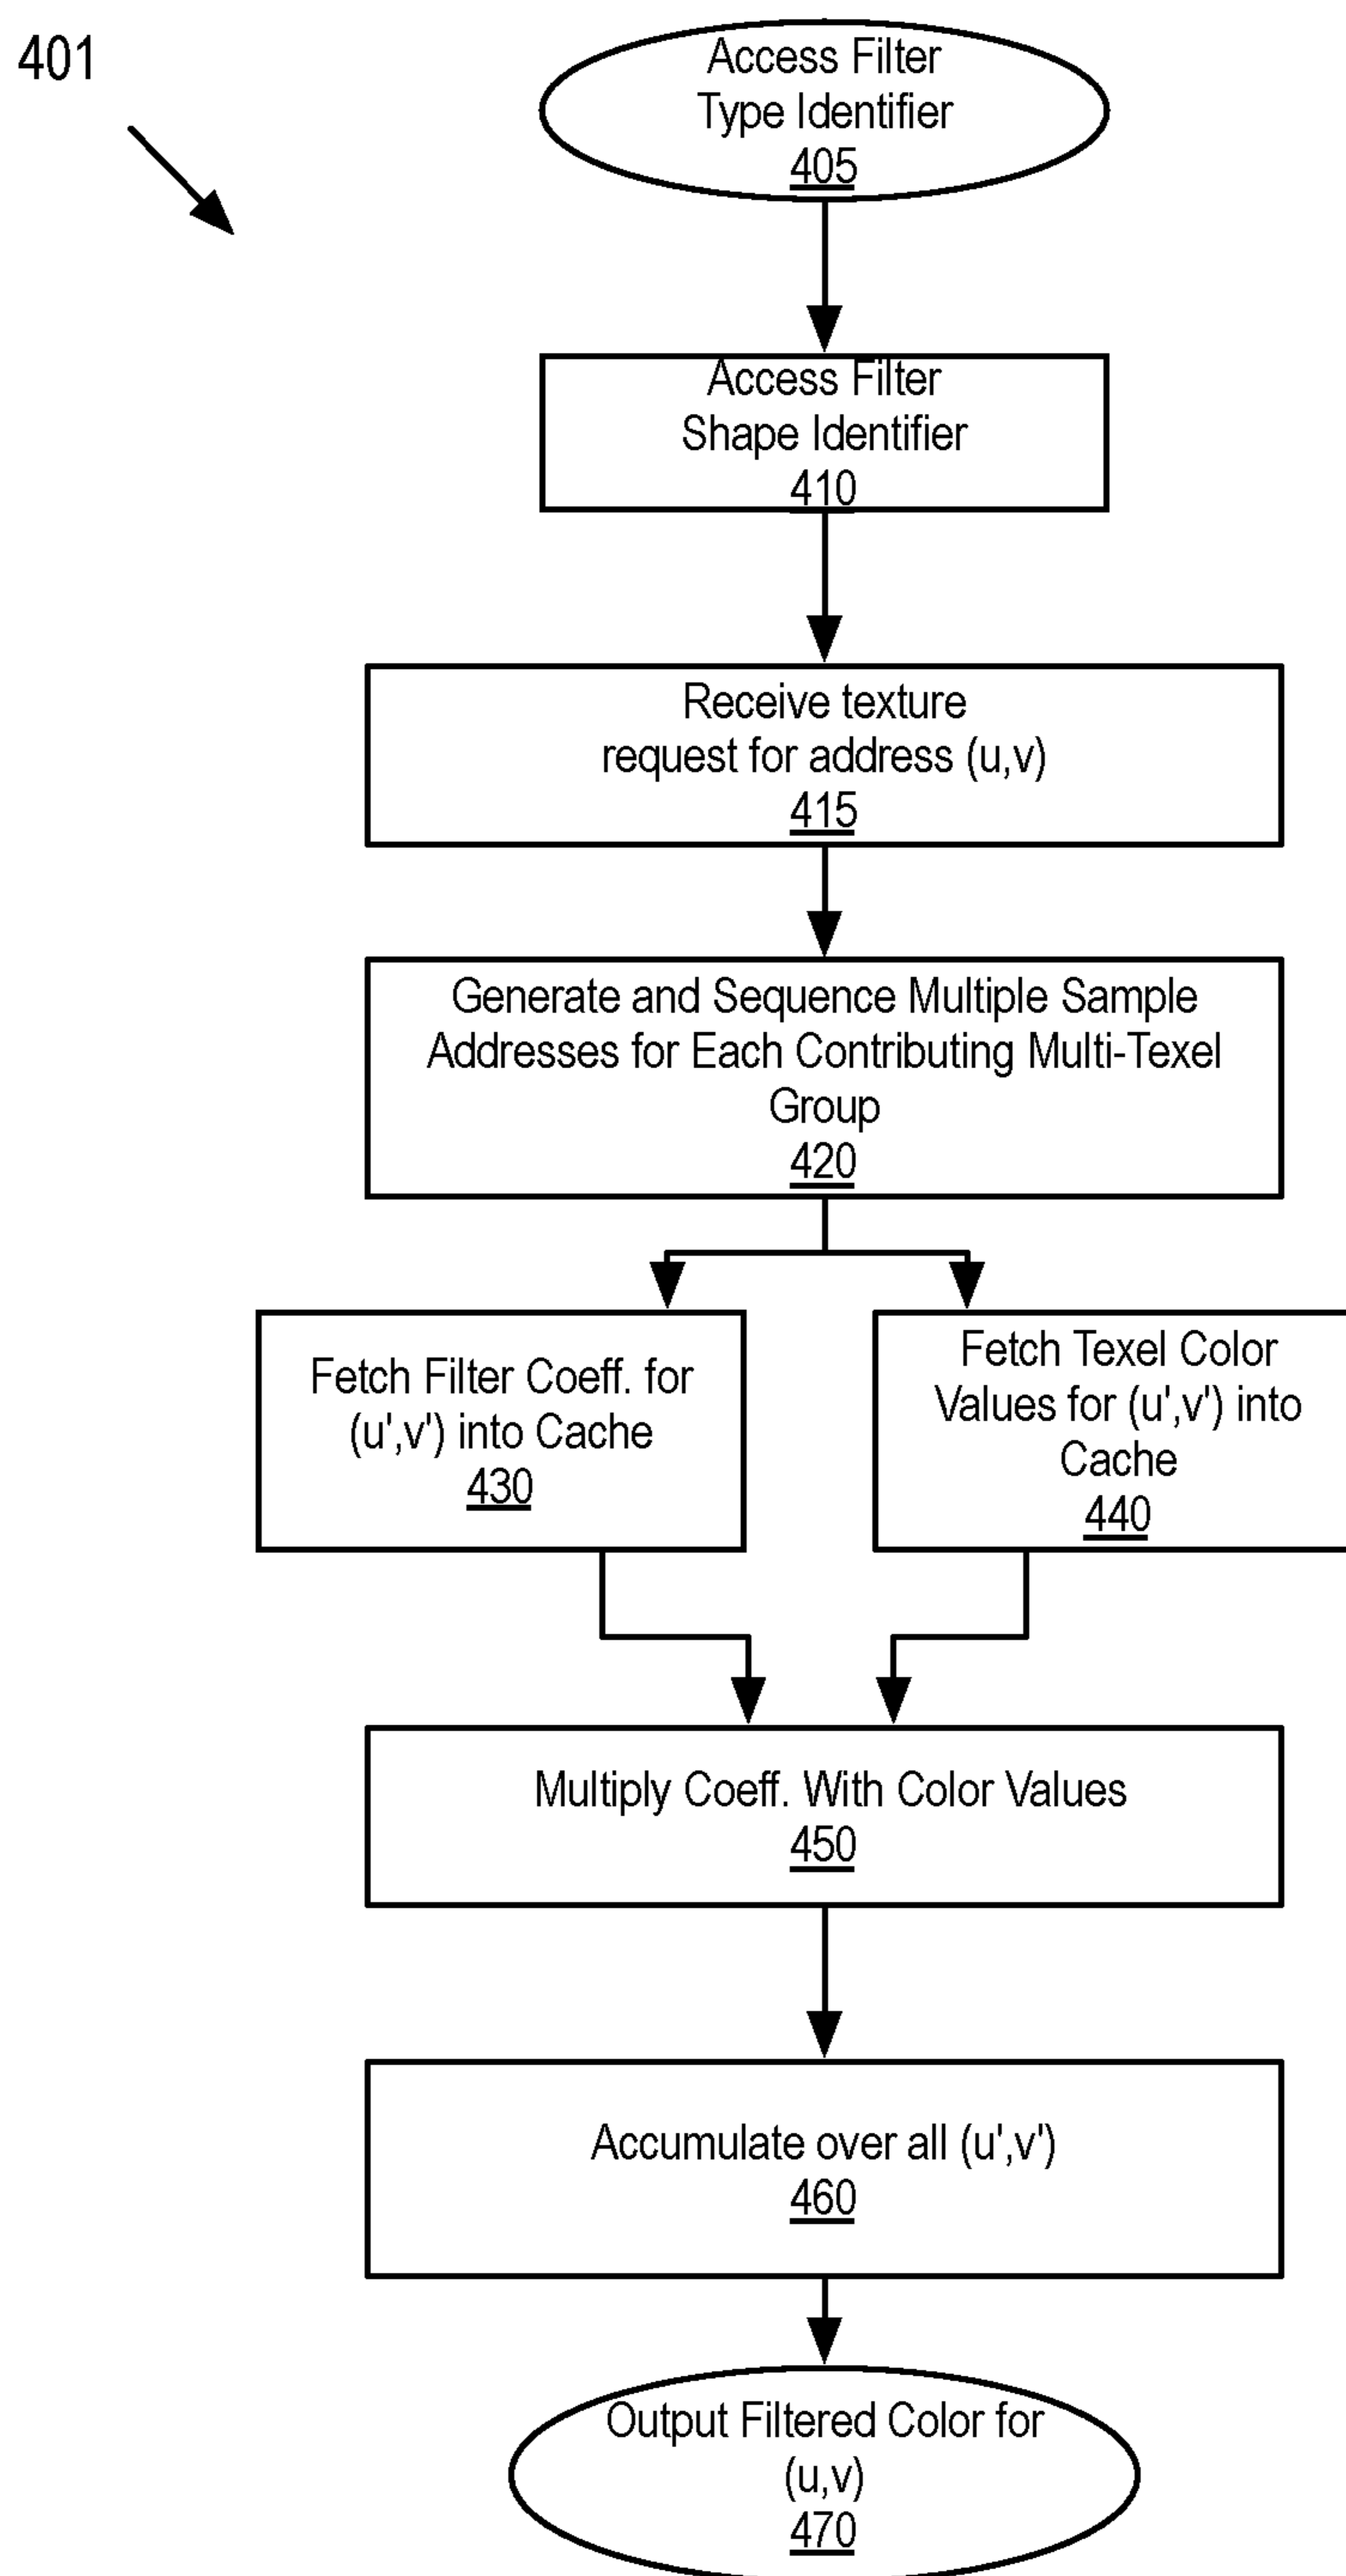 401
Access Filter
Type Identifier
405
Access Filter
Shape Identifier
410
Receive texture
request for address (u,v)
415
Generate and Sequence Multiple Sample
Addresses for Each Contributing Multi-Texel
Group
420
Fetch Filter Coeff. for
(u',v') into Cache
430
Fetch Texel Color
Values for (u',v') into
Cache
440
Multiply Coeff. With Color Values
450
Accumulate over all (u',v')
460
Output Filtered Color for
(u,v)
470